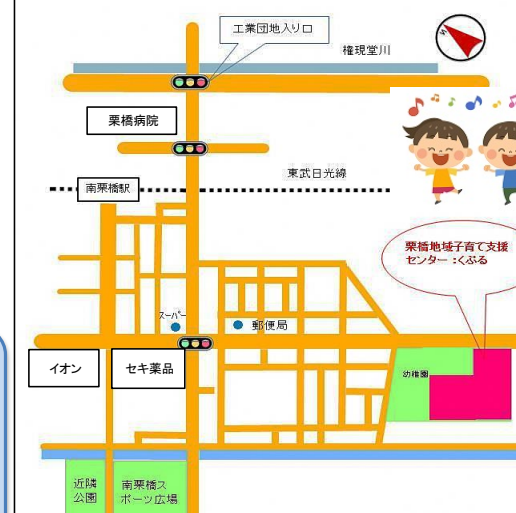 工業団地入り口
権現堂川
N
栗橋病院
東武日光線
南栗橋駅
栗橋地域子育て支援
センター：くぷる
スーパー
郵便局
イオン
セキ薬品
幼稚園
近隣
公園
南栗橋ス
ポーツ広場